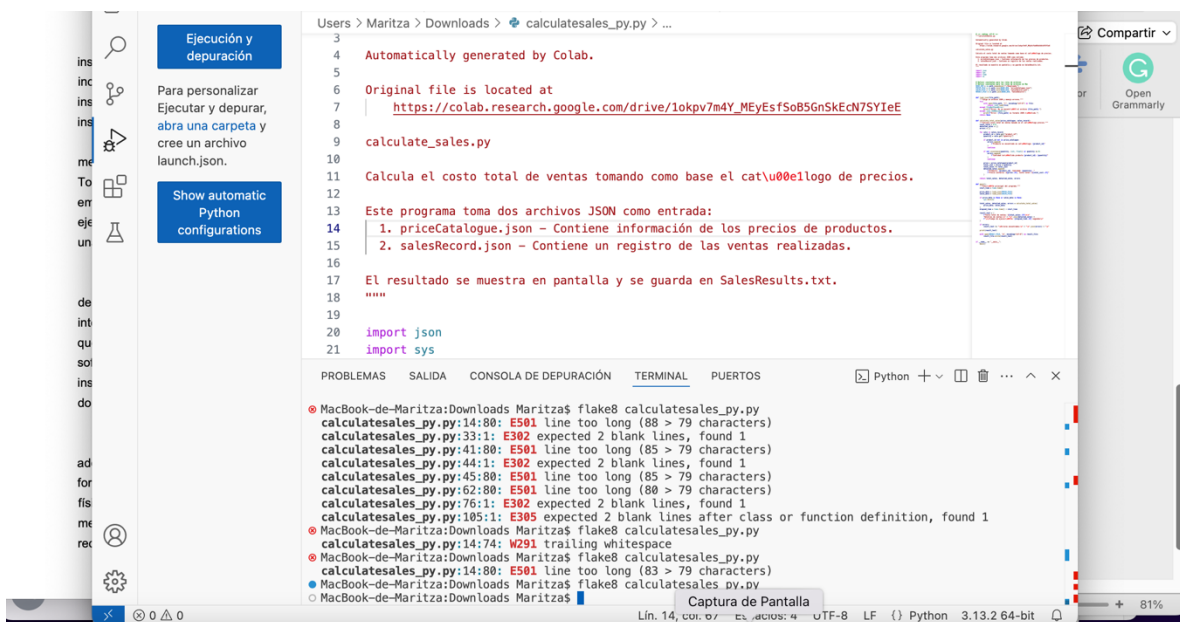 Users > Maritza > Downloads > calculatesales_py.py > ...
Compartir
Open
Grammarly
Ejecución y
depuración
Para personalizar
Ejecutar y depurar,
abra una carpeta y
cree un archivo
launch.json.
Show automatic
Python
configurations
ins
ins
me
To
em
eje
de
int
ins
do
ad
for
fís
me
3
4 Automatically generated by Colab.
5
6 Original file is located at
7 https://colab.research.google.com/drive/1okpv7m4Y_MEyEsfSoB5GnSkEcN7SYIeE
8
9 calculate_sales.py
10
11 Calcula el costo total de ventas tomando como base el cat\u00e1logo de precios.
12
13 Este programa toma dos archivos JSON como entrada:
14 1. priceCatalogue.json – Contiene información de los precios de productos.
15 2. salesRecord.json – Contiene un registro de las ventas realizadas.
16
17 El resultado se muestra en pantalla y se guarda en SalesResults.txt.
18 """
19
20 import json
21 import sys
PROBLEMAS SALIDA CONSOLA DE DEPURACIÓN TERMINAL PUERTOS
Python
MacBook-de-Maritza:Downloads Maritza$ flake8 calculatesales_py.py
calculatesales_py.py:14:80: E501 line too long (88 > 79 characters)
calculatesales_py.py:33:1: E302 expected 2 blank lines, found 1
calculatesales_py.py:41:80: E501 line too long (85 > 79 characters)
calculatesales_py.py:44:1: E302 expected 2 blank lines, found 1
calculatesales_py.py:45:80: E501 line too long (85 > 79 characters)
calculatesales_py.py:62:80: E501 line too long (80 > 79 characters)
calculatesales_py.py:76:1: E302 expected 2 blank lines, found 1
calculatesales_py.py:105:1: E305 expected 2 blank lines after class or function definition, found 1
MacBook-de-Maritza:Downloads Maritza$ flake8 calculatesales_py.py
calculatesales_py.py:14:74: W291 trailing whitespace
MacBook-de-Maritza:Downloads Maritza$ flake8 calculatesales_py.py
calculatesales_py.py:14:80: E501 line too long (83 > 79 characters)
MacBook-de-Maritza:Downloads Maritza$ flake8 calculatesales_py.py
MacBook-de-Maritza:Downloads Maritza$
Captura de Pantalla
0 0
Lín. 14, col. 67 UTF-8 LF {} Python 3.13.2 64-bit
81%